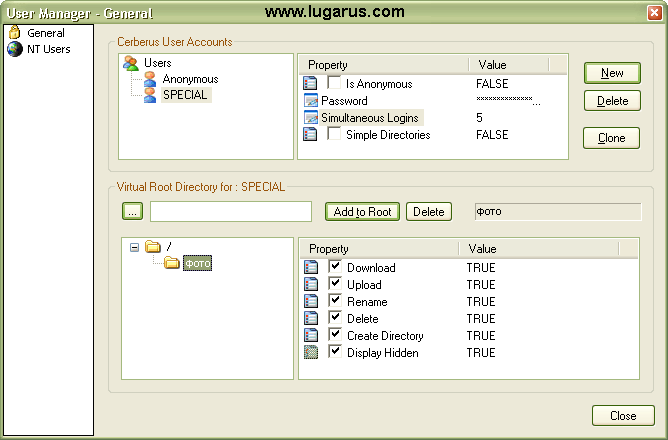 User Manager - General
www.lugarus.com
General
NT Users
Cerberus User Accounts
Users
Anonymous
SPECIAL
Property Value
Is Anonymous FALSE
Password **************...
Simultaneous Logins 5
Simple Directories FALSE
New
Delete
Clone
Virtual Root Directory for : SPECIAL
... Add to Root Delete фото
/
фото
Property Value
Download TRUE
Upload TRUE
Rename TRUE
Delete TRUE
Create Directory TRUE
Display Hidden TRUE
Close